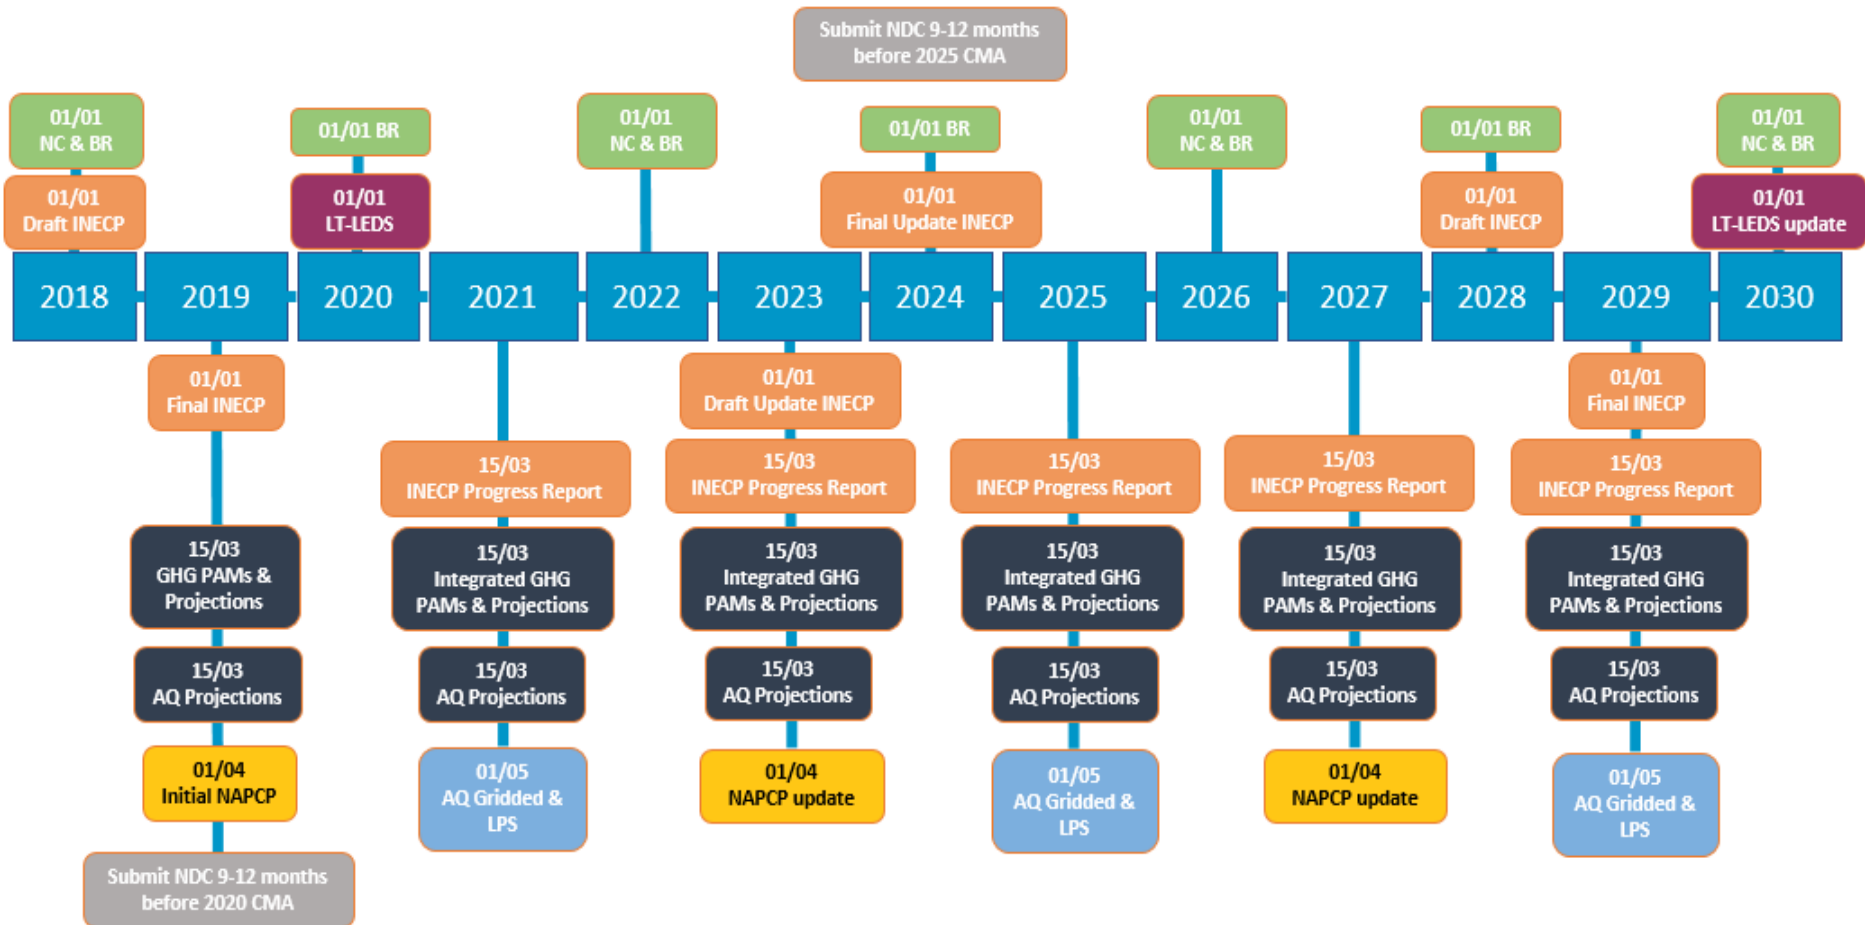 Submit NDC 9-12 months
before 2025 CMA
01/01
NC & BR
01/01 BR
01/01
NC & BR
01/01 BR
01/01
NC & BR
01/01 BR
01/01
NC & BR
01/01
Draft INECP
01/01
LT-LEDS
01/01
Final Update INECP
01/01
Draft INECP
01/01
LT-LEDS update
2018
2019
2020
2021
2022
2023
2024
2025
2026
2027
2028
2029
2030
01/01
Final INECP
01/01
Draft Update INECP
01/01
Final INECP
15/03
INECP Progress Report
15/03
INECP Progress Report
15/03
INECP Progress Report
15/03
INECP Progress Report
15/03
INECP Progress Report
15/03
GHG PAMs &
Projections
15/03
Integrated GHG
PAMs & Projections
15/03
Integrated GHG
PAMs & Projections
15/03
Integrated GHG
PAMs & Projections
15/03
Integrated GHG
PAMs & Projections
15/03
Integrated GHG
PAMs & Projections
15/03
AQ Projections
15/03
AQ Projections
15/03
AQ Projections
15/03
AQ Projections
15/03
AQ Projections
15/03
AQ Projections
01/04
Initial NAPCP
01/05
AQ Gridded &
LPS
01/04
NAPCP update
01/05
AQ Gridded &
LPS
01/04
NAPCP update
01/05
AQ Gridded &
LPS
Submit NDC 9-12 months
before 2020 CMA